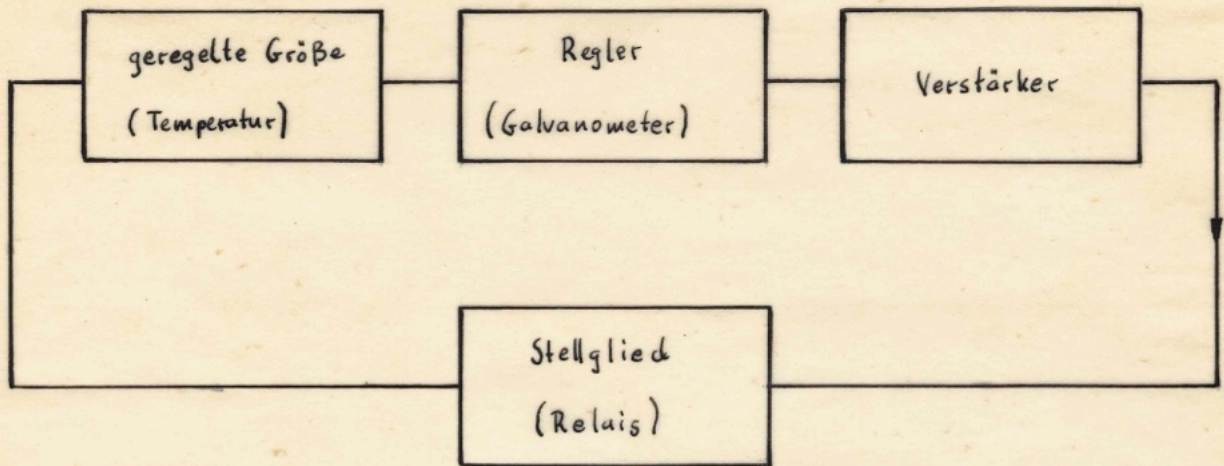 geregelte Größe
(Temperatur)
Regler
(Galvanometer)
Verstärker
Stellglied
(Relais)